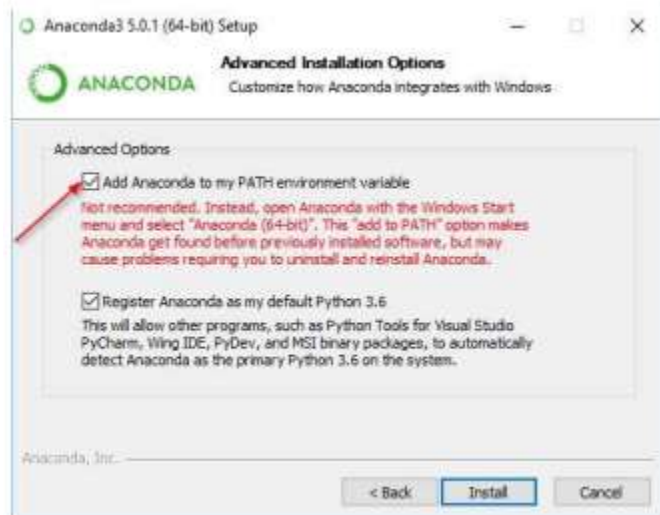 Anaconda3 5.0.1 (64-bit) Setup
Advanced Installation Options
ANACONDA
Customize how Anaconda integrates with Windows
Advanced Options
Add Anaconda to my PATH environment variable
Not recommended. Instead, open Anaconda with the Windows Start
menu and select "Anaconda (64-bit)". This "add to PATH" option makes
Anaconda get found before previously installed software, but may
cause problems requiring you to uninstall and reinstall Anaconda.
Register Anaconda as my default Python 3.6
This will allow other programs, such as Python Tools for Visual Studio
PyCharm, Wing IDE, PyDev, and MSI binary packages, to automatically
detect Anaconda as the primary Python 3.6 on the system.
Anaconda, Inc.
< Back Install Cancel